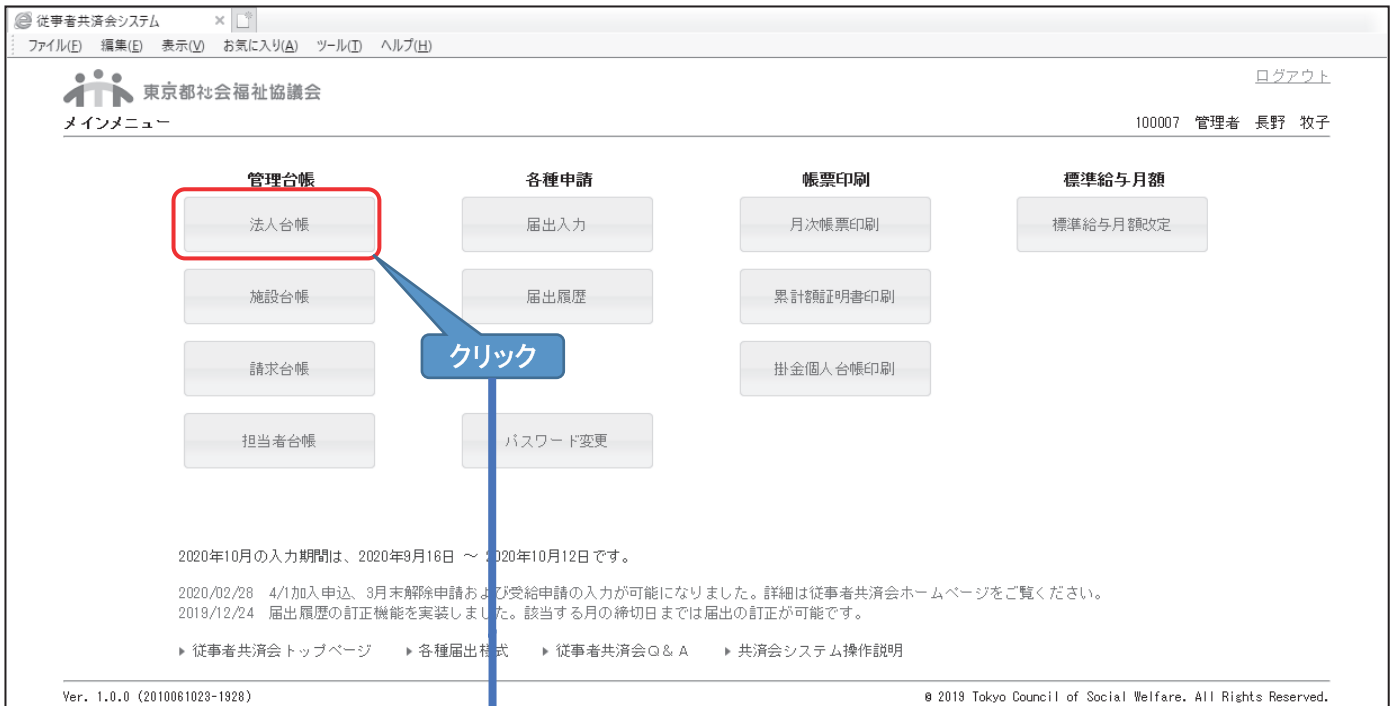 従事者共済会システム ×
ファイル(F) 編集(E) 表示(V) お気に入り(A) ツール(T) ヘルプ(H)
東京都社会福祉協議会
ログアウト
メインメニュー
100007 管理者 長野 牧子
管理台帳 各種申請 帳票印刷 標準給与月額
法人台帳 届出入力 月次帳票印刷 標準給与月額改定
施設台帳 届出履歴 累計額証明書印刷
クリック
請求台帳 掛金個人台帳印刷
担当者台帳 パスワード変更
2020年10月の入力期間は、2020年9月16日 ～ 2020年10月12日です。
2020/02/28 4/1加入申込、3月末解除申請および受給申請の入力が可能になりました。詳細は従事者共済会ホームページをご覧ください。
2019/12/24 届出履歴の訂正機能を実装しました。該当する月の締切日までは届出の訂正が可能です。
従事者共済会トップページ 各種届出様式 従事者共済会Q&A 共済会システム操作説明
Ver. 1.0.0 (2010061023-1928)
© 2019 Tokyo Council of Social Welfare. All Rights Reserved.